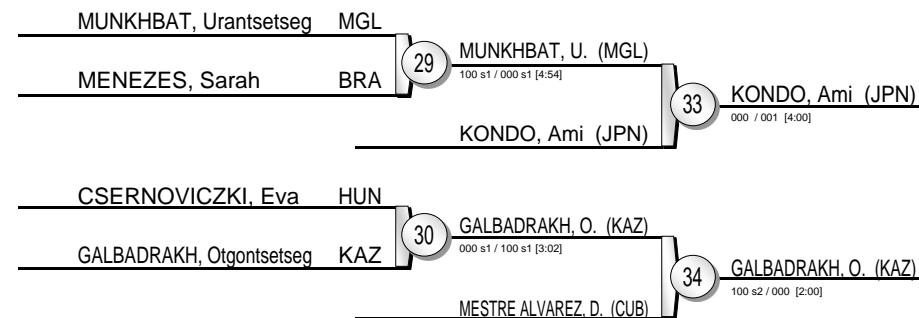 MUNKHBAT, Urantsetseg MGL
29
MUNKHBAT, U. (MGL)
100 s1 / 000 s1 [4:54]
MENEZES, Sarah BRA
33
KONDO, Ami (JPN)
000 / 001 [4:00]
KONDO, Ami (JPN)
CSERNOVICZKI, Eva HUN
30
GALBADRAKH, O. (KAZ)
000 s1 / 100 s1 [3:02]
GALBADRAKH, Otgontsetseg KAZ
34
GALBADRAKH, O. (KAZ)
100 s2 / 000 [2:00]
MESTRE ALVAREZ, D. (CUB)